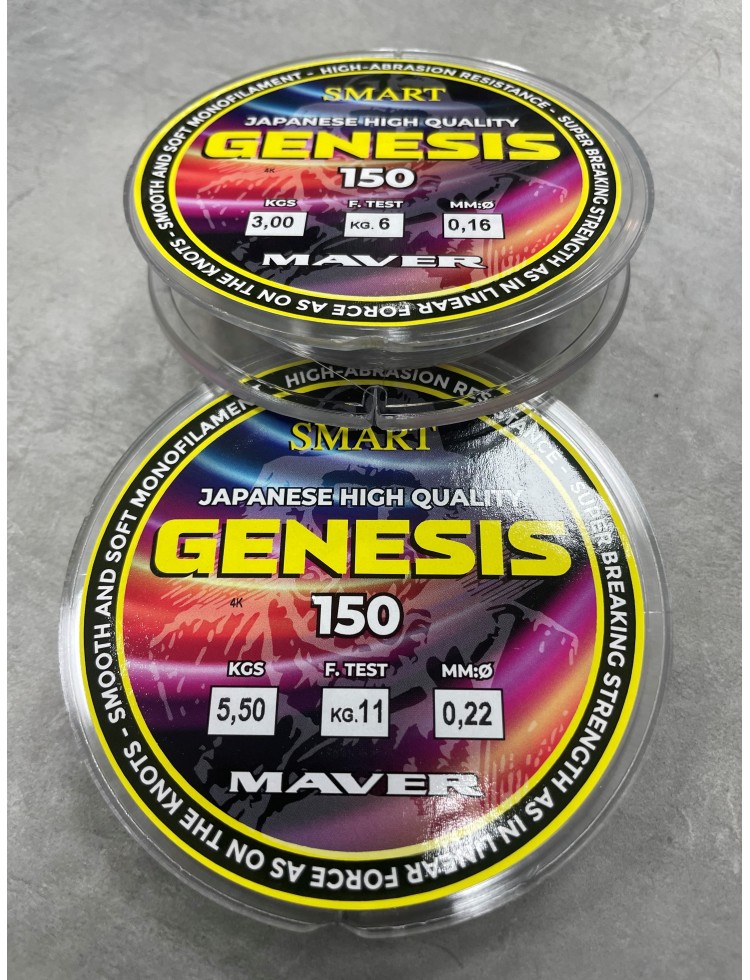 SMOOTH AND SOFT MONOFILAMENT - HIGH-ABRASION RESISTANCE - SUPER BREAKING STRENGTH AS IN LINEAR FORCE AS ON THE KNOTS -
SMART
JAPANESE HIGH QUALITY
GENESIS
4K
150
KGS F. TEST MM:Ø
3,00 KG. 6 0,16
MAVER
SMOOTH AND SOFT MONOFILAMENT HIGH-ABRASION RESISTANCE - SUPER BREAKING STRENGTH AS IN LINEAR FORCE AS ON THE KNOTS -
SMART
JAPANESE HIGH QUALITY
GENESIS
4K
150
KGS F. TEST MM:Ø
5,50 KG.11 0,22
MAVER